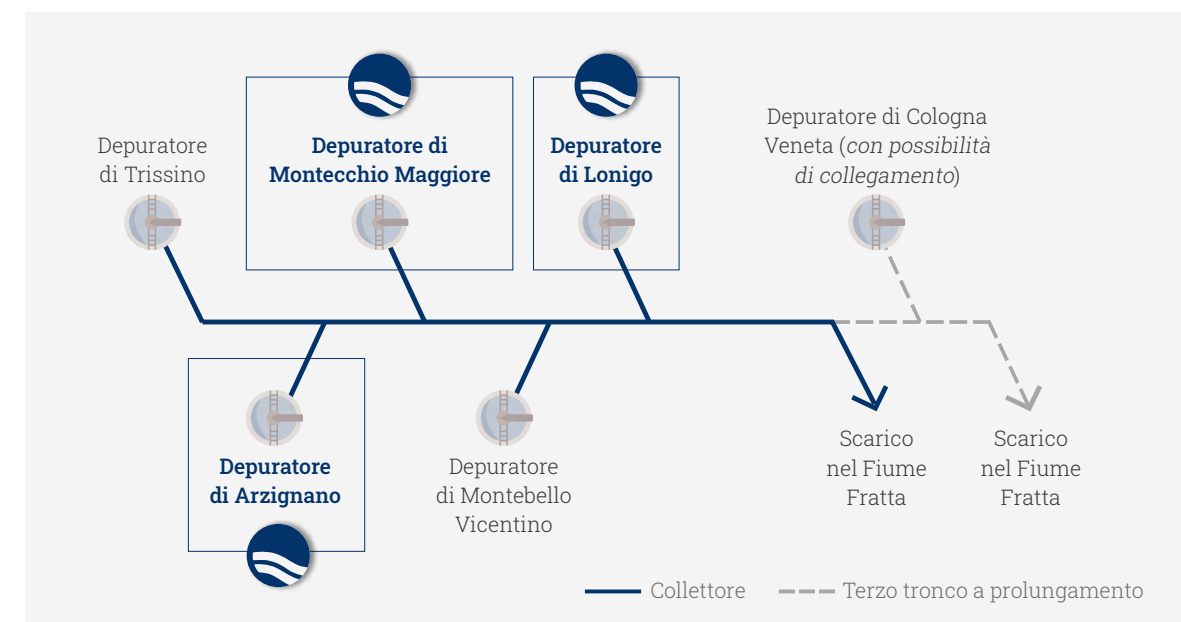 Depuratore
di Trissino
Depuratore di
Montecchio Maggiore
Depuratore
di Lonigo
Depuratore di Cologna
Veneta (con possibilità
di collegamento)
Depuratore
di Arzignano
Depuratore
di Montebello
Vicentino
Scarico
nel Fiume
Fratta
Scarico
nel Fiume
Fratta
Collettore
Terzo tronco a prolungamento